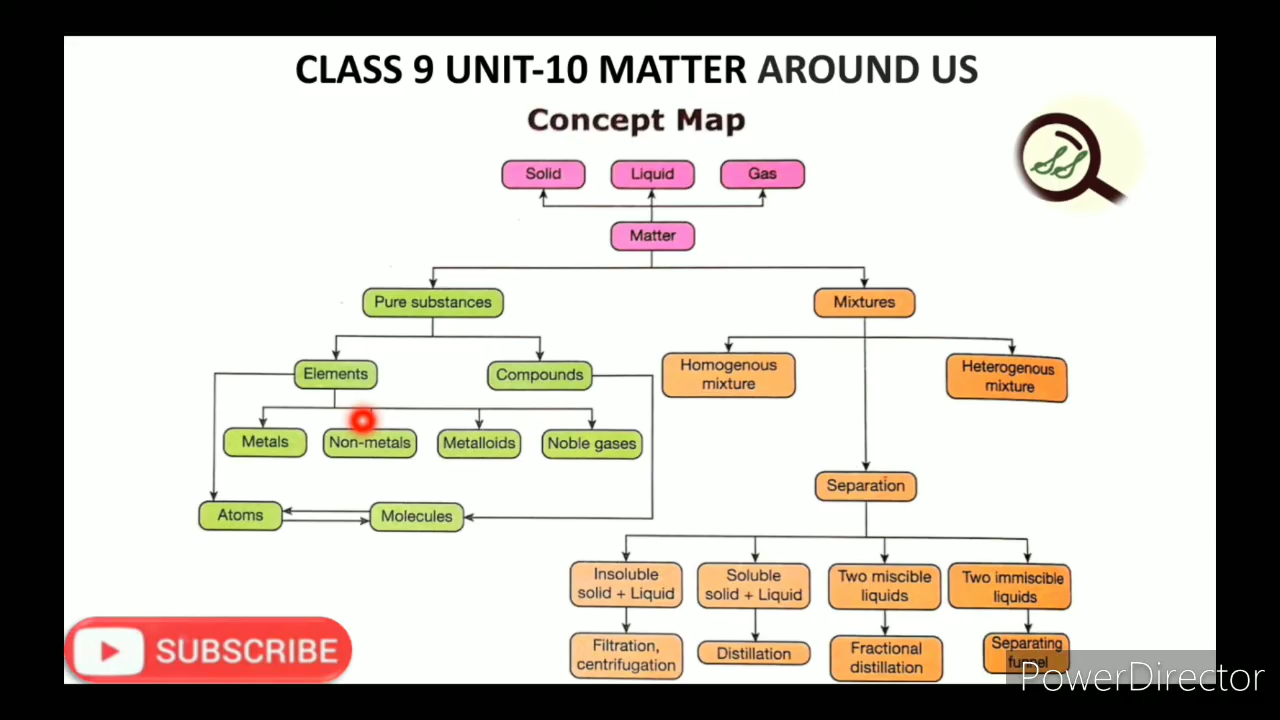 CLASS 9 UNIT-10 MATTER AROUND US
Concept Map
Solid
Liquid
Gas
Matter
Pure substances
Mixtures
Elements
Compounds
Homogenous
mixture
Heterogenous
mixture
Metals
Non-metals
Metalloids
Noble gases
Separation
Atoms
Molecules
Insoluble
solid + Liquid
Soluble
solid + Liquid
Two miscible
liquids
Two immiscible
liquids
Filtration,
centrifugation
Distillation
Fractional
distillation
Separating
funnel
SUBSCRIBE
PowerDirector